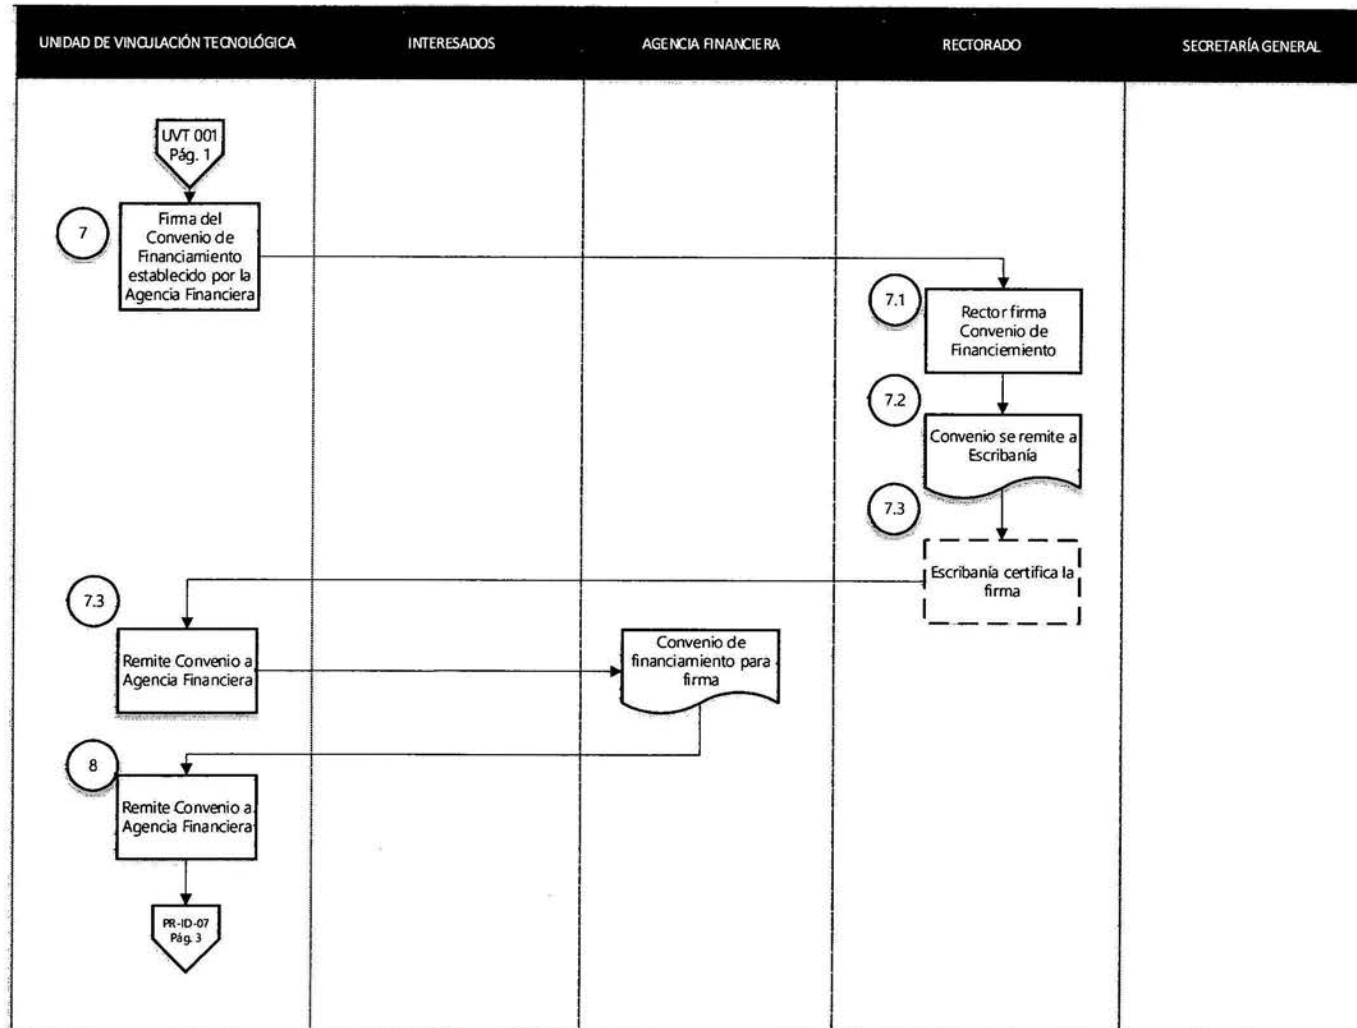 UNIDAD DE VINCULACIÓN TECNOLÓGICA
INTERESADOS
AGENCIA FINANCIERA
RECTORADO
SECRETARÍA GENERAL
UVT 001
Pág. 1
7
Firma del
Convenio de
Financiamiento
establecido por la
Agencia Financiera
7.1
Rector firma
Convenio de
Financiemiento
7.2
Convenio se remite a
Escribanía
7.3
Escribanía certifica la
firma
7.3
Remite Convenio a
Agencia Financiera
Convenio de
financiamiento para
firma
8
Remite Convenio a
Agencia Financiera
PR-ID-07
Pág. 3